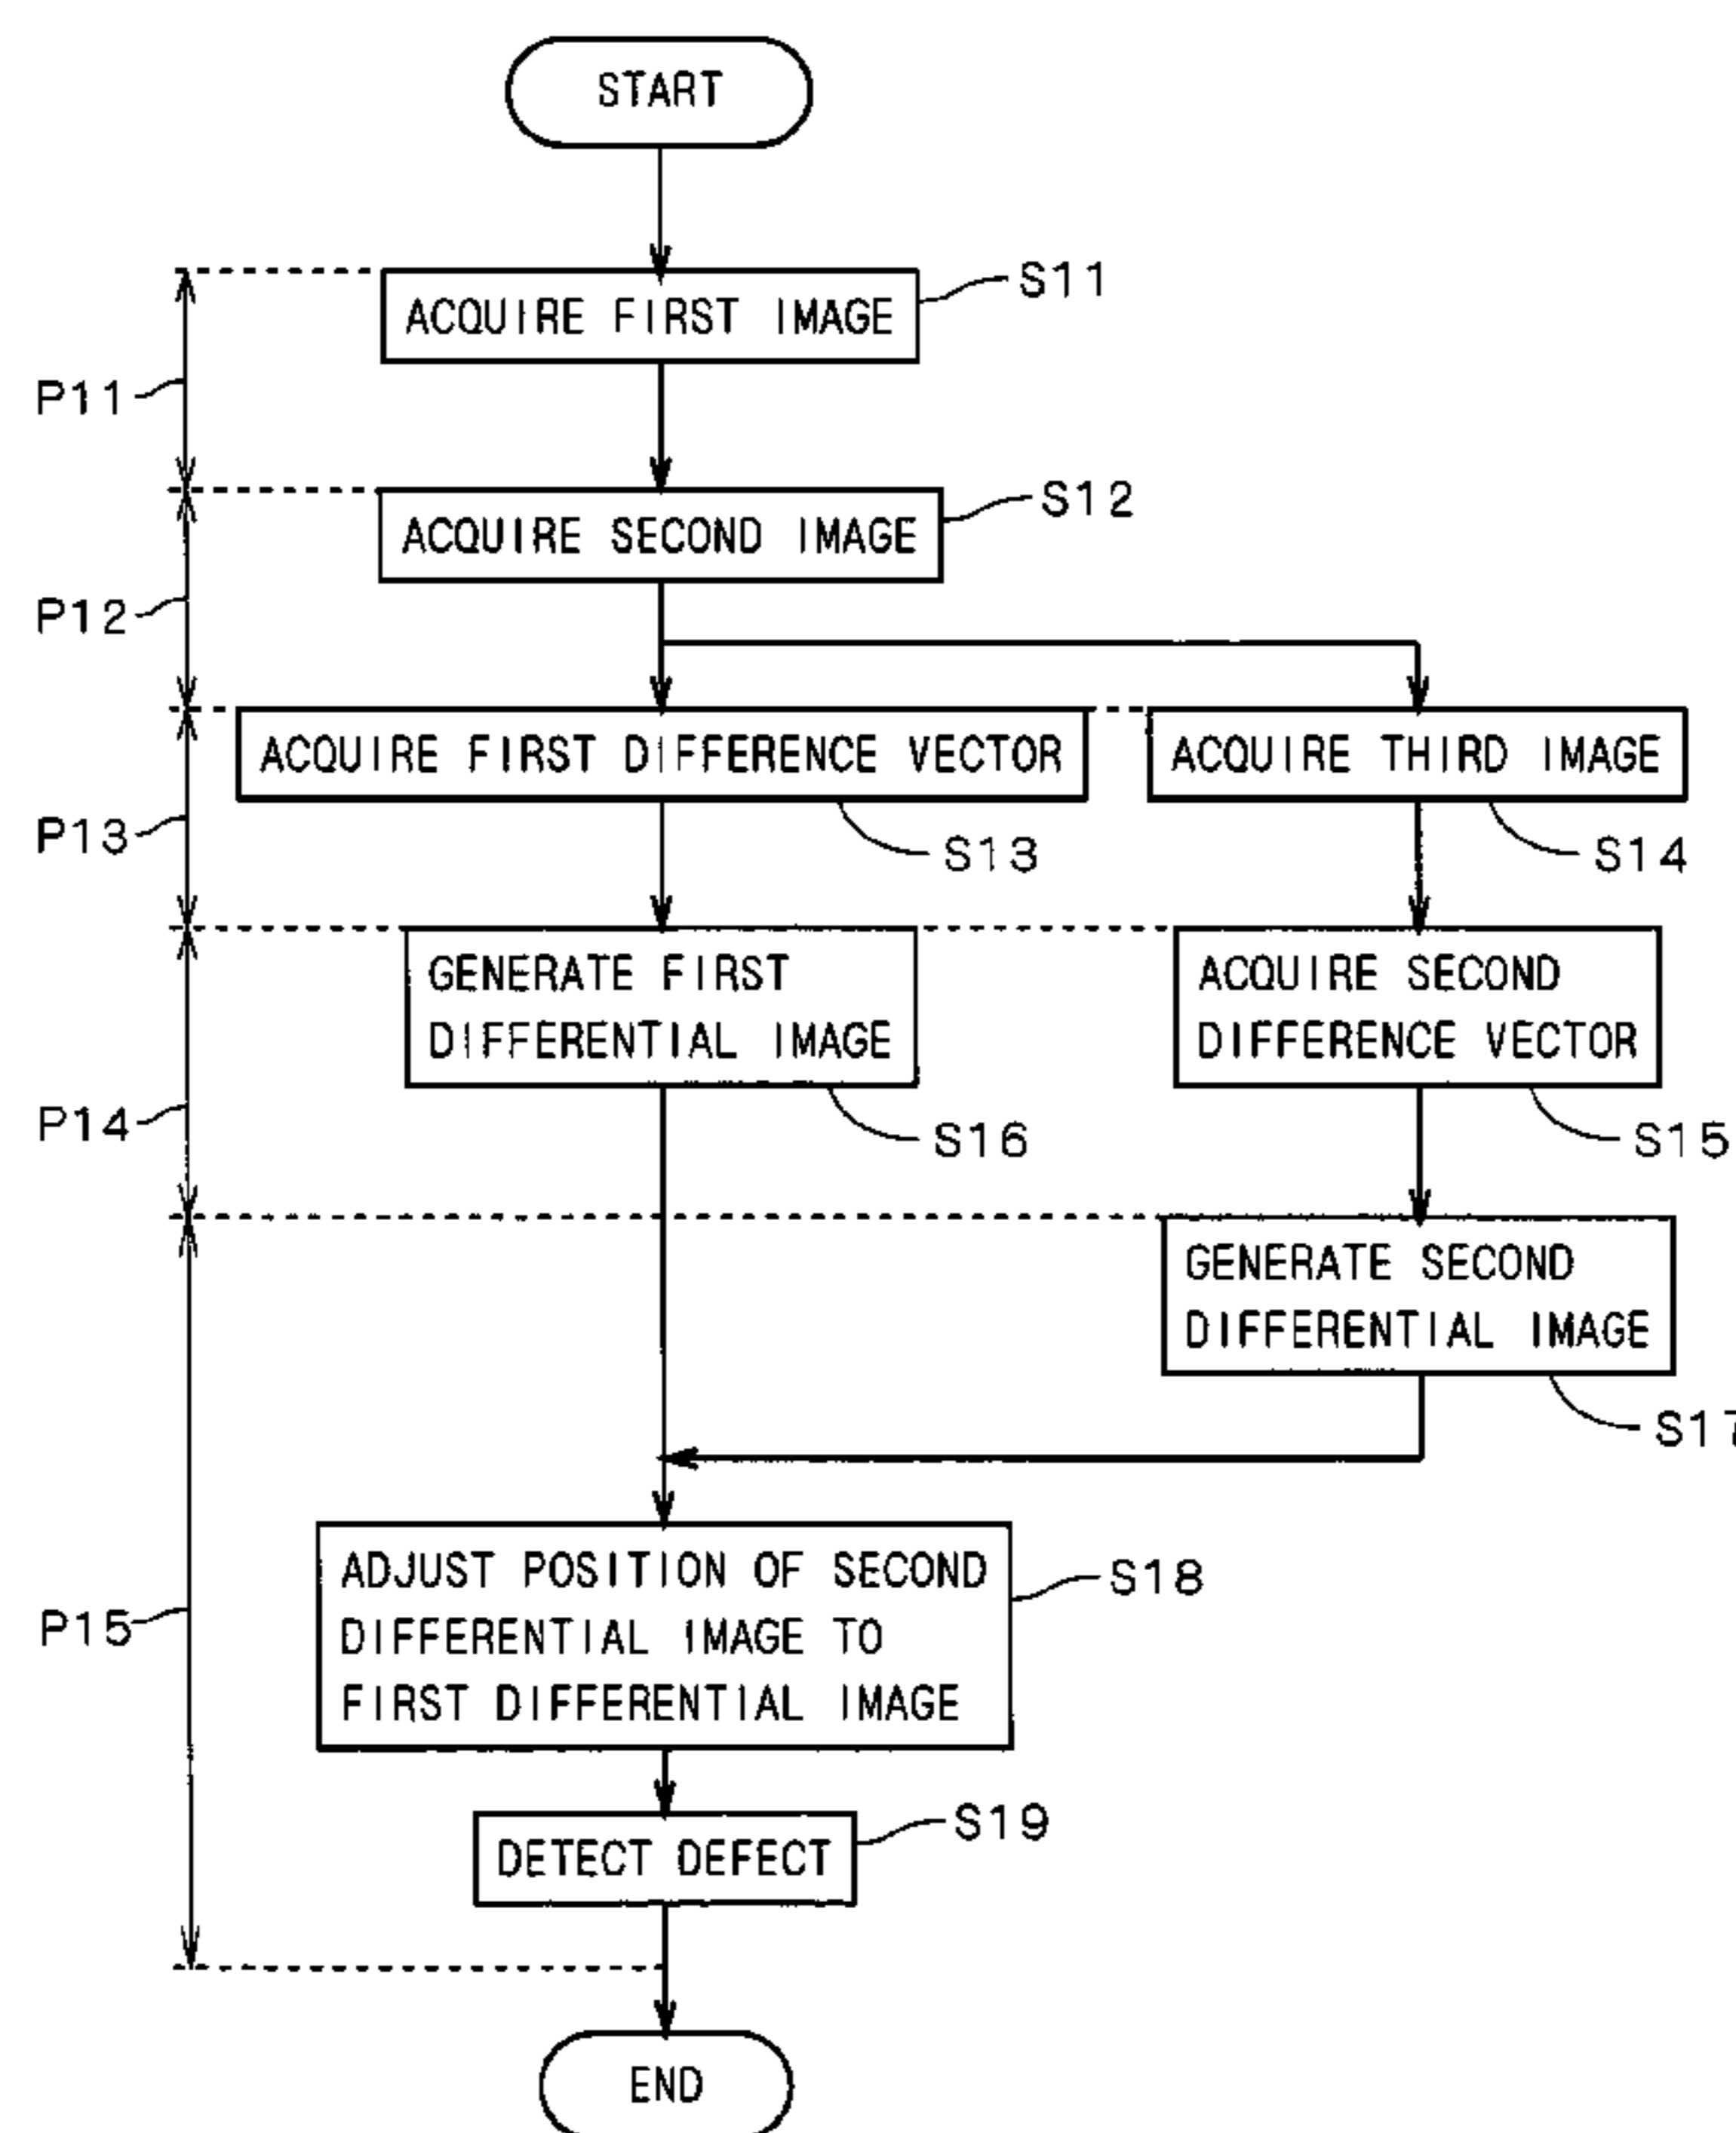 START
ACQUIRE FIRST IMAGE
S11
P11
ACQUIRE SECOND IMAGE
S12
P12
ACQUIRE FIRST DIFFERENCE VECTOR
ACQUIRE THIRD IMAGE
P13
S13
S14
GENERATE FIRST
DIFFERENTIAL IMAGE
ACQUIRE SECOND
DIFFERENCE VECTOR
P14
S16
S15
GENERATE SECOND
DIFFERENTIAL IMAGE
S17
ADJUST POSITION OF SECOND
DIFFERENTIAL IMAGE TO
FIRST DIFFERENTIAL IMAGE
S18
P15
DETECT DEFECT
S19
END